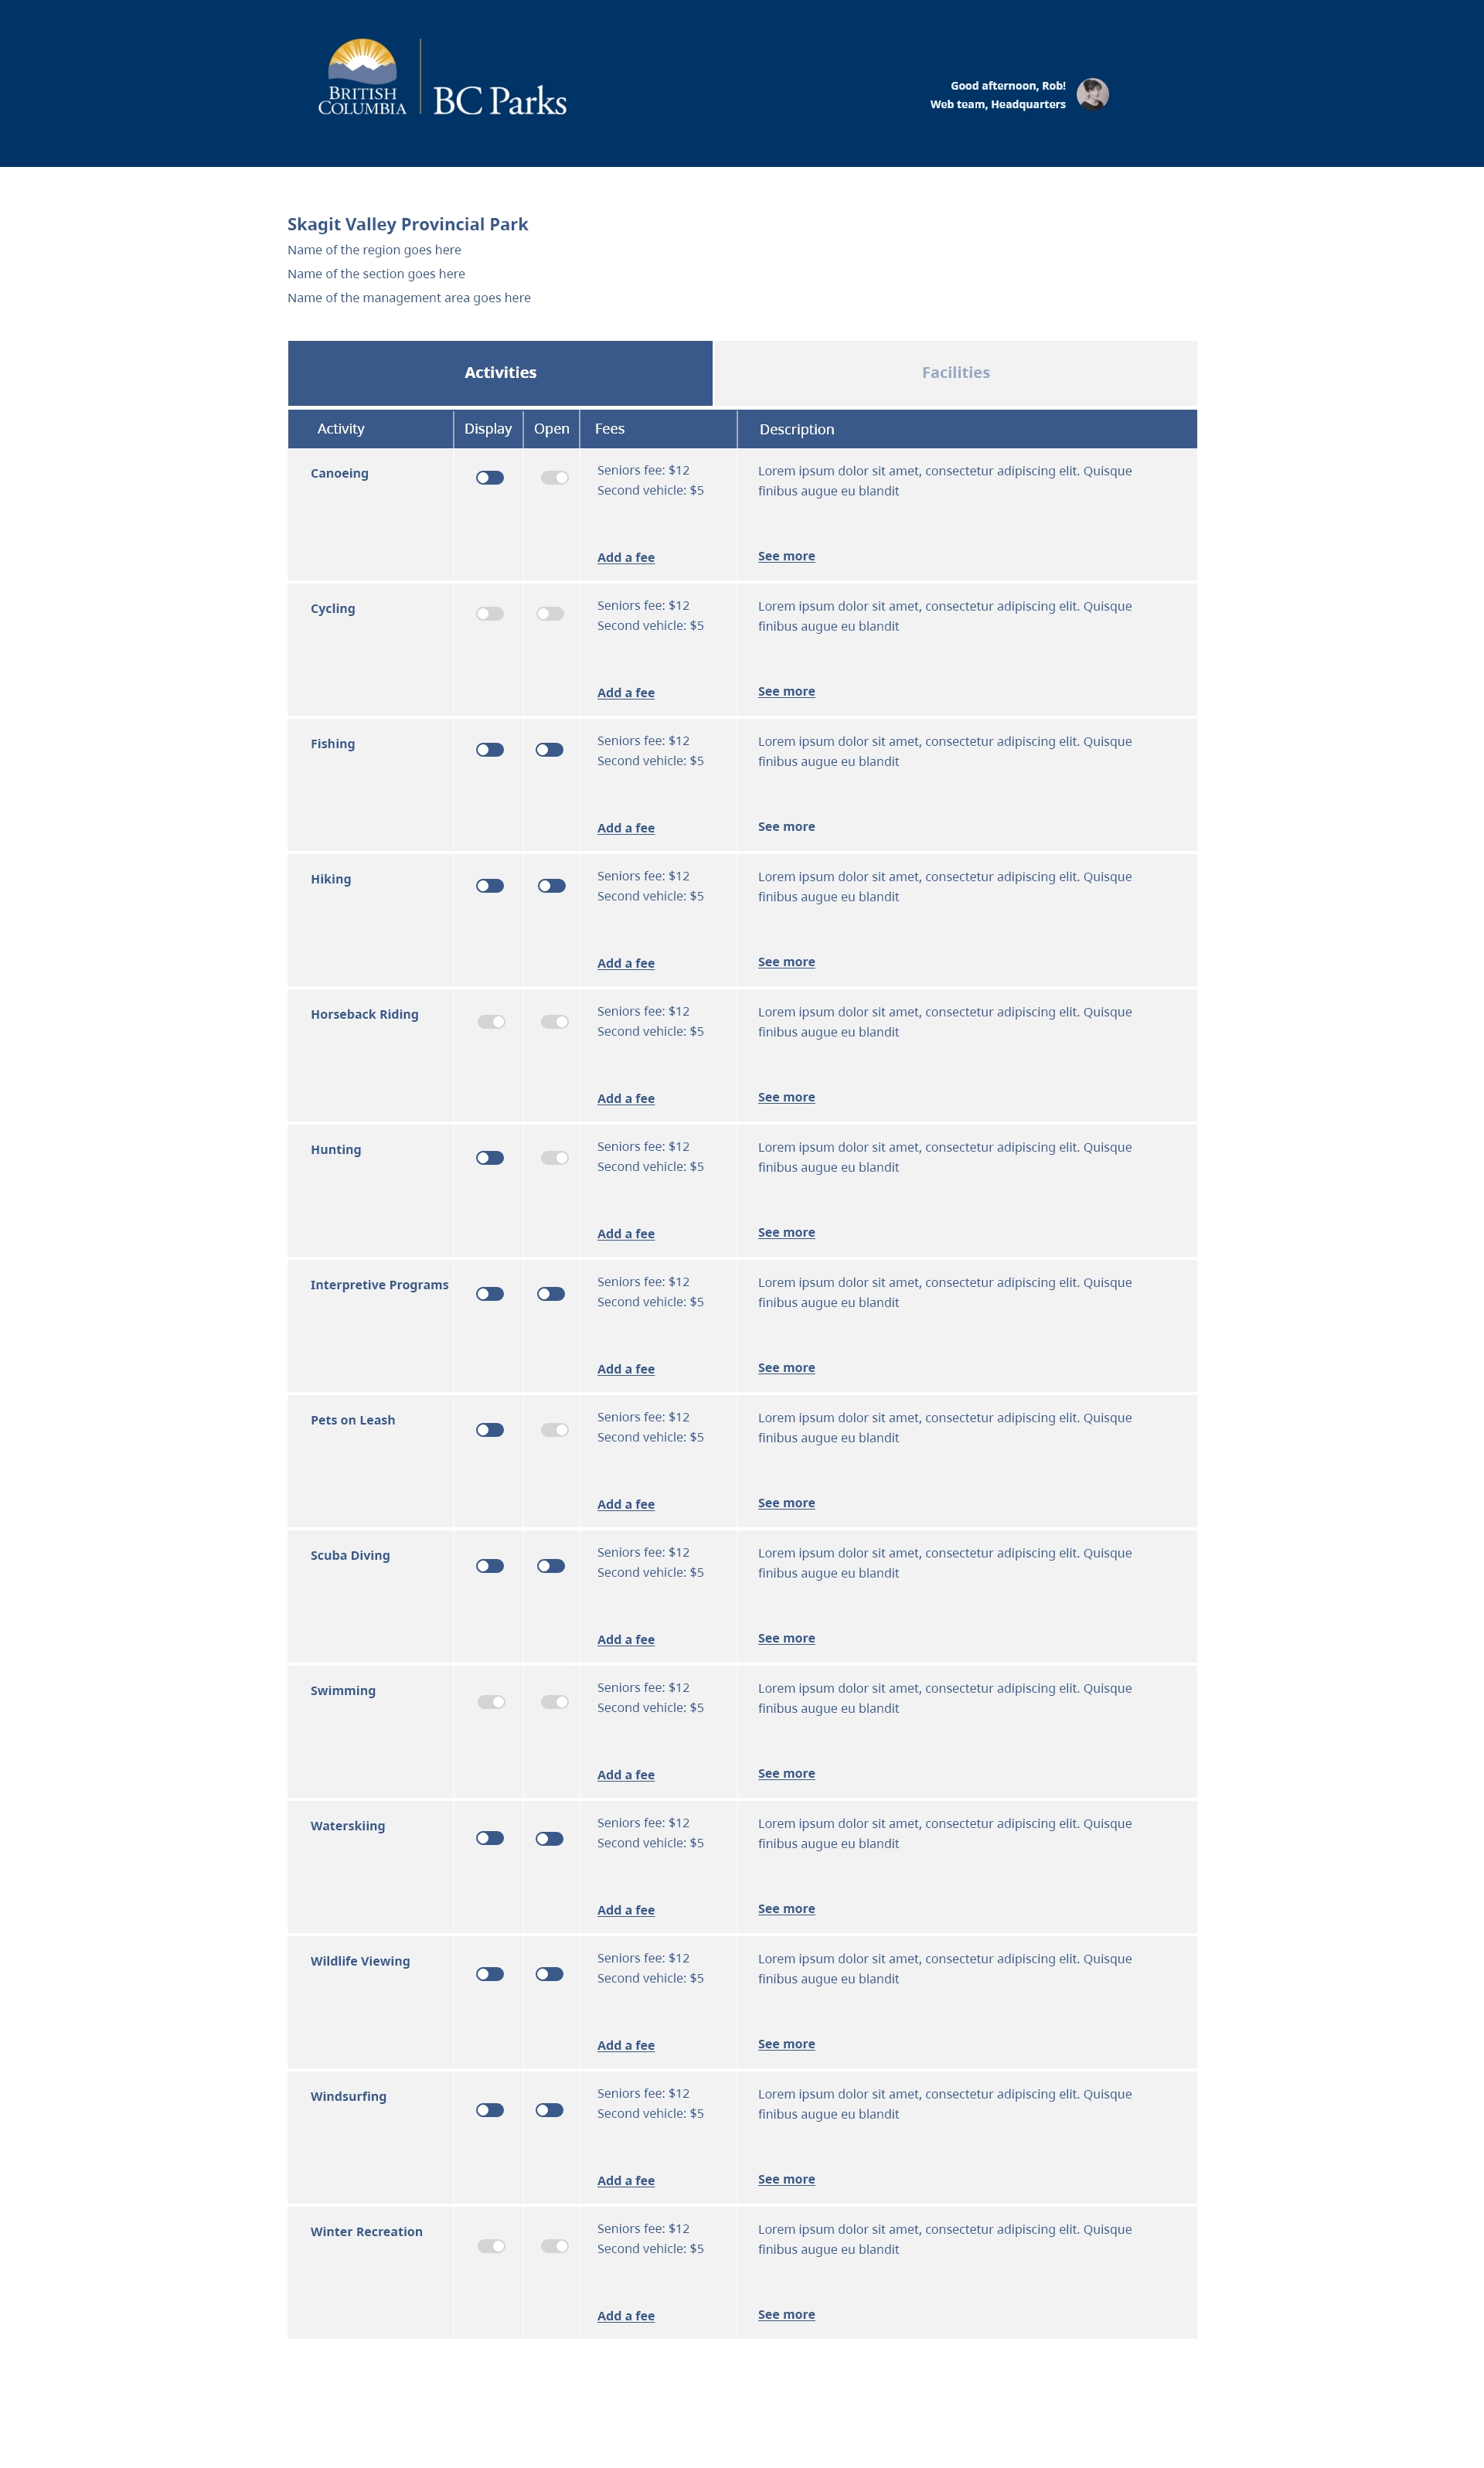 BRITISH
COLUMBIA
BC Parks
Good afternoon, Rob!
Web team, Headquarters
Skagit Valley Provincial Park
Name of the region goes here
Name of the section goes here
Name of the management area goes here
Activities
Facilities
Activity Display Open Fees Description
Canoeing
Seniors fee: $12
Second vehicle: $5
Add a fee
Lorem ipsum dolor sit amet, consectetur adipiscing elit. Quisque
finibus augue eu blandit
See more
Cycling
Seniors fee: $12
Second vehicle: $5
Add a fee
Lorem ipsum dolor sit amet, consectetur adipiscing elit. Quisque
finibus augue eu blandit
See more
Fishing
Seniors fee: $12
Second vehicle: $5
Add a fee
Lorem ipsum dolor sit amet, consectetur adipiscing elit. Quisque
finibus augue eu blandit
See more
Hiking
Seniors fee: $12
Second vehicle: $5
Add a fee
Lorem ipsum dolor sit amet, consectetur adipiscing elit. Quisque
finibus augue eu blandit
See more
Horseback Riding
Seniors fee: $12
Second vehicle: $5
Add a fee
Lorem ipsum dolor sit amet, consectetur adipiscing elit. Quisque
finibus augue eu blandit
See more
Hunting
Seniors fee: $12
Second vehicle: $5
Add a fee
Lorem ipsum dolor sit amet, consectetur adipiscing elit. Quisque
finibus augue eu blandit
See more
Interpretive Programs
Seniors fee: $12
Second vehicle: $5
Add a fee
Lorem ipsum dolor sit amet, consectetur adipiscing elit. Quisque
finibus augue eu blandit
See more
Pets on Leash
Seniors fee: $12
Second vehicle: $5
Add a fee
Lorem ipsum dolor sit amet, consectetur adipiscing elit. Quisque
finibus augue eu blandit
See more
Scuba Diving
Seniors fee: $12
Second vehicle: $5
Add a fee
Lorem ipsum dolor sit amet, consectetur adipiscing elit. Quisque
finibus augue eu blandit
See more
Swimming
Seniors fee: $12
Second vehicle: $5
Add a fee
Lorem ipsum dolor sit amet, consectetur adipiscing elit. Quisque
finibus augue eu blandit
See more
Waterskiing
Seniors fee: $12
Second vehicle: $5
Add a fee
Lorem ipsum dolor sit amet, consectetur adipiscing elit. Quisque
finibus augue eu blandit
See more
Wildlife Viewing
Seniors fee: $12
Second vehicle: $5
Add a fee
Lorem ipsum dolor sit amet, consectetur adipiscing elit. Quisque
finibus augue eu blandit
See more
Windsurfing
Seniors fee: $12
Second vehicle: $5
Add a fee
Lorem ipsum dolor sit amet, consectetur adipiscing elit. Quisque
finibus augue eu blandit
See more
Winter Recreation
Seniors fee: $12
Second vehicle: $5
Add a fee
Lorem ipsum dolor sit amet, consectetur adipiscing elit. Quisque
finibus augue eu blandit
See more